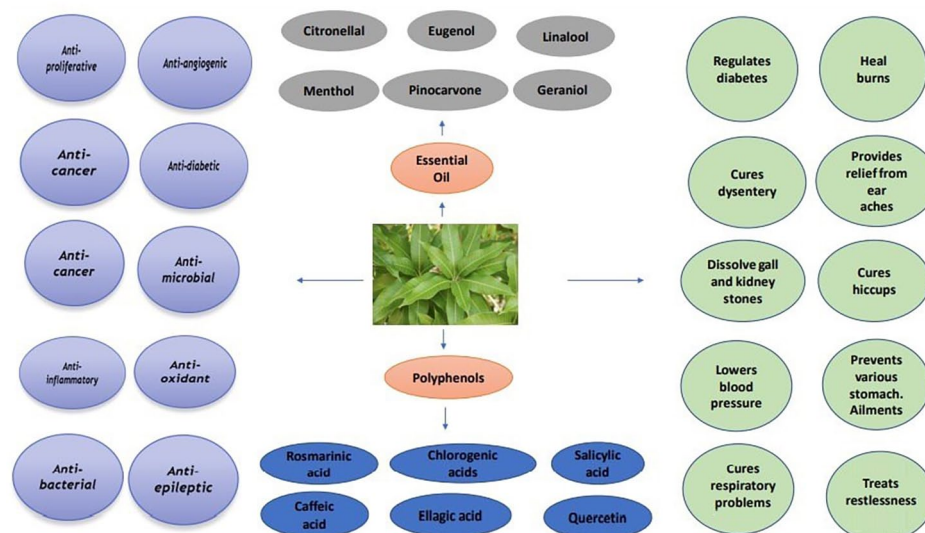 Anti-
proliferative
Anti-angiogenic
Anti-
cancer
Anti-diabetic
Anti-
cancer
Anti-
microbial
Anti-
inflammatory
Anti-
oxidant
Anti-
bacterial
Anti-
epileptic
Citronellal
Eugenol
Linalool
Menthol
Pinocarvone
Geraniol
Essential
Oil
Polyphenols
Rosmarinic
acid
Chlorogenic
acids
Salicylic
acid
Caffeic
acid
Ellagic acid
Quercetin
Regulates
diabetes
Heal
burns
Cures
dysentery
Provides
relief from
ear
aches
Dissolve gall
and kidney
stones
Cures
hiccups
Lowers
blood
pressure
Prevents
various
stomach.
Ailments
Cures
respiratory
problems
Treats
restlessness